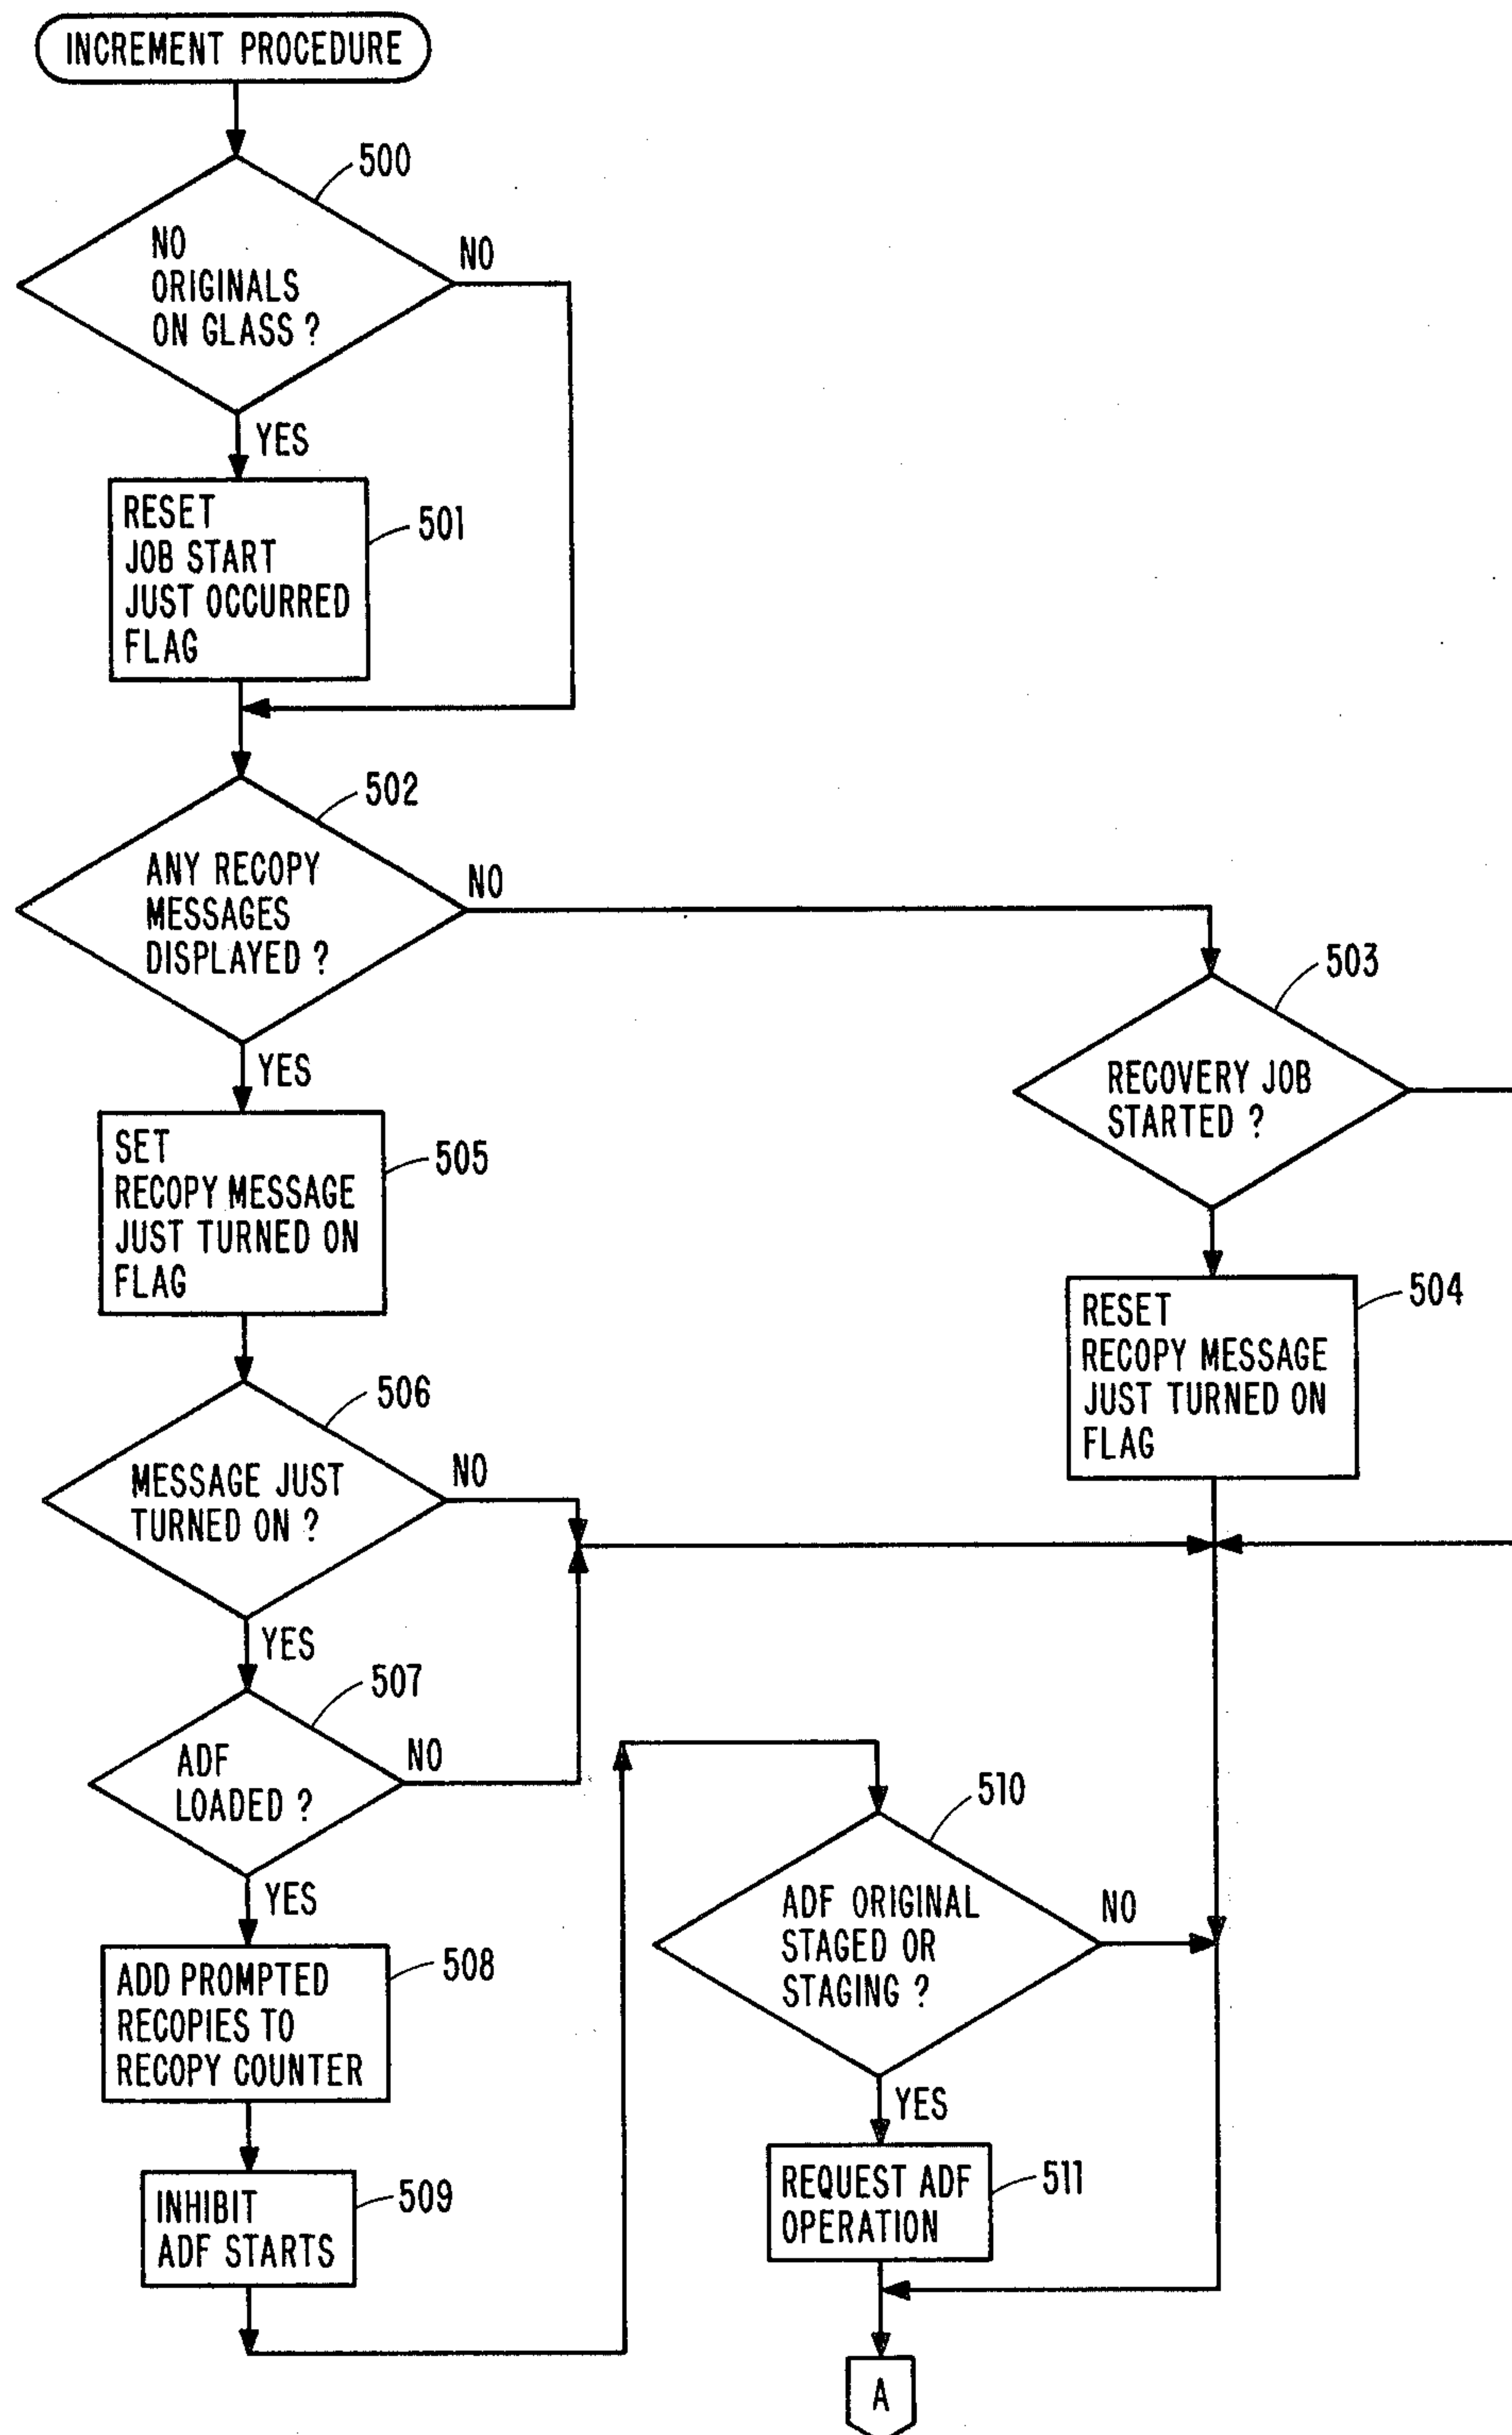 INCREMENT PROCEDURE
500
NO
ORIGINALS
ON GLASS ?
NO
YES
RESET
JOB START
JUST OCCURRED
FLAG
501
502
ANY RECOPY
MESSAGES
DISPLAYED ?
NO
YES
503
RECOVERY JOB
STARTED ?
SET
RECOPY MESSAGE
JUST TURNED ON
FLAG
505
RESET
RECOPY MESSAGE
JUST TURNED ON
FLAG
504
506
MESSAGE JUST
TURNED ON ?
NO
YES
507
ADF
LOADED ?
NO
YES
510
ADF ORIGINAL
STAGED OR
STAGING ?
NO
YES
ADD PROMPTED
RECOPIES TO
RECOPY COUNTER
508
INHIBIT
ADF STARTS
509
REQUEST ADF
OPERATION
511
A